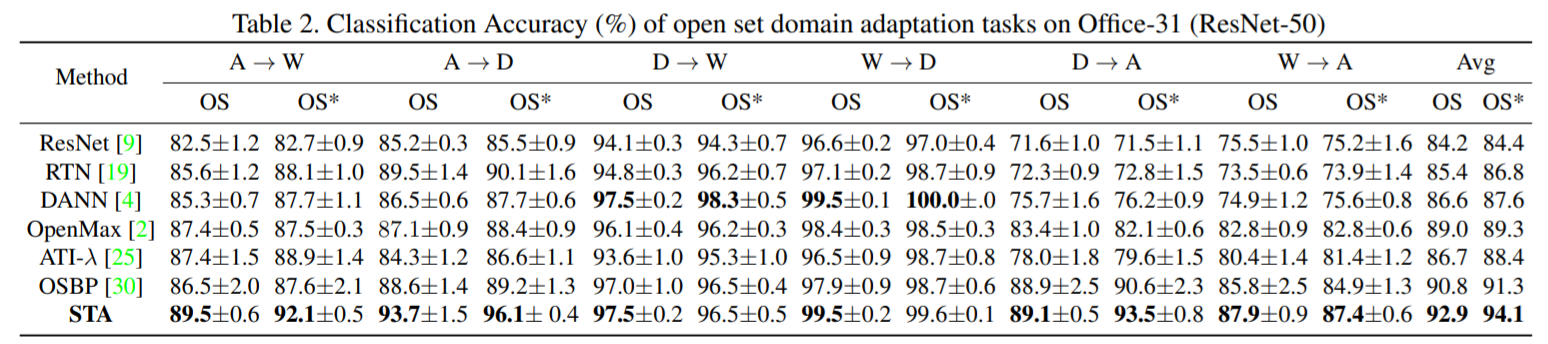 Table 2. Classification Accuracy (%) of open set domain adaptation tasks on Office-31 (ResNet-50)
Method A → W A → D D → W W → D D → A W → A Avg
OS OS* OS OS* OS OS* OS OS* OS OS* OS OS* OS OS*
ResNet [9] 82.5±1.2 82.7±0.9 85.2±0.3 85.5±0.9 94.1±0.3 94.3±0.7 96.6±0.2 97.0±0.4 71.6±1.0 71.5±1.1 75.5±1.0 75.2±1.6 84.2 84.4
RTN [19] 85.6±1.2 88.1±1.0 89.5±1.4 90.1±1.6 94.8±0.3 96.2±0.7 97.1±0.2 98.7±0.9 72.3±0.9 72.8±1.5 73.5±0.6 73.9±1.4 85.4 86.8
DANN [4] 85.3±0.7 87.7±1.1 86.5±0.6 87.7±0.6 97.5±0.2 98.3±0.5 99.5±0.1 100.0±.0 75.7±1.6 76.2±0.9 74.9±1.2 75.6±0.8 86.6 87.6
OpenMax [2] 87.4±0.5 87.5±0.3 87.1±0.9 88.4±0.9 96.1±0.4 96.2±0.3 98.4±0.3 98.5±0.3 83.4±1.0 82.1±0.6 82.8±0.9 82.8±0.6 89.0 89.3
ATI-λ [25] 87.4±1.5 88.9±1.4 84.3±1.2 86.6±1.1 93.6±1.0 95.3±1.0 96.5±0.9 98.7±0.8 78.0±1.8 79.6±1.5 80.4±1.4 81.4±1.2 86.7 88.4
OSBP [30] 86.5±2.0 87.6±2.1 88.6±1.4 89.2±1.3 97.0±1.0 96.5±0.4 97.9±0.9 98.7±0.6 88.9±2.5 90.6±2.3 85.8±2.5 84.9±1.3 90.8 91.3
STA 89.5±0.6 92.1±0.5 93.7±1.5 96.1± 0.4 97.5±0.2 96.5±0.5 99.5±0.2 99.6±0.1 89.1±0.5 93.5±0.8 87.9±0.9 87.4±0.6 92.9 94.1